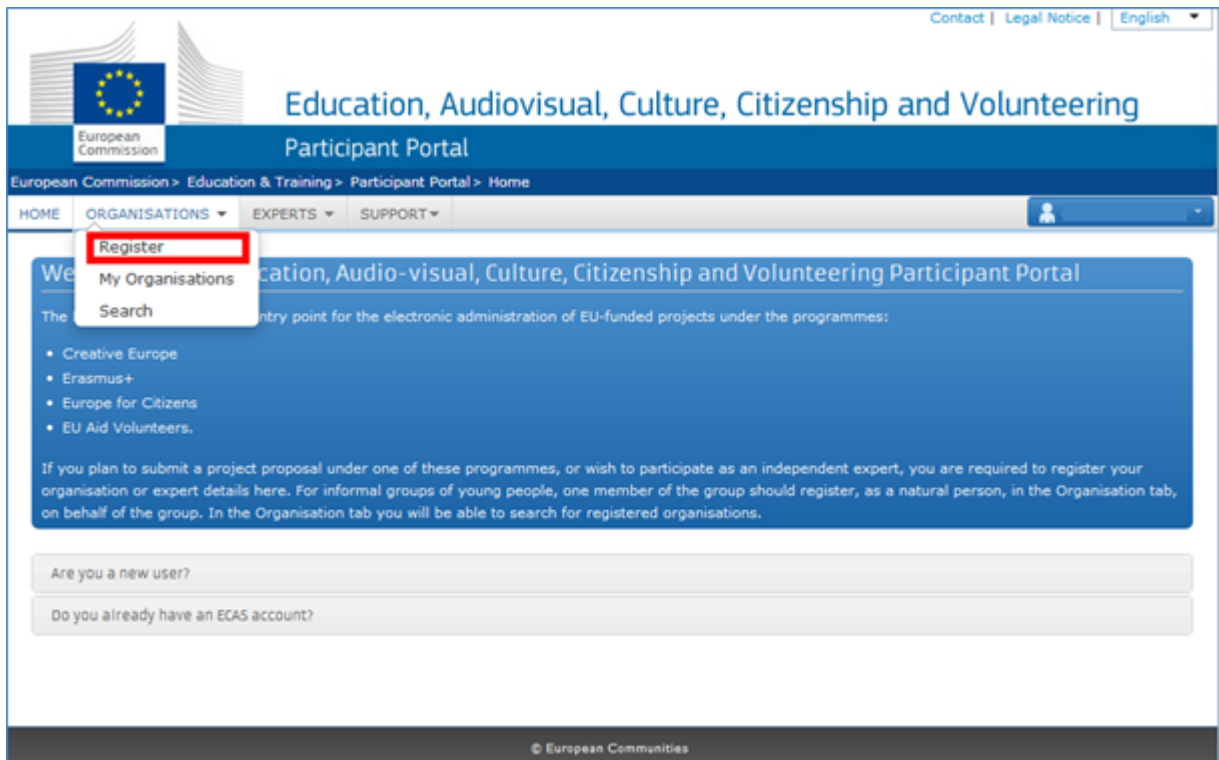 Contact | Legal Notice | English
Education, Audiovisual, Culture, Citizenship and Volunteering
European
Commission
Participant Portal
European Commission > Education & Training > Participant Portal > Home
HOME ORGANISATIONS EXPERTS SUPPORT
Register
My Organisations
Search
We cation, Audio-visual, Culture, Citizenship and Volunteering Participant Portal
The ntry point for the electronic administration of EU-funded projects under the programmes:
• Creative Europe
• Erasmus+
• Europe for Citizens
• EU Aid Volunteers.
If you plan to submit a project proposal under one of these programmes, or wish to participate as an independent expert, you are required to register your
organisation or expert details here. For informal groups of young people, one member of the group should register, as a natural person, in the Organisation tab,
on behalf of the group. In the Organisation tab you will be able to search for registered organisations.
Are you a new user?
Do you already have an ECAS account?
© European Communities